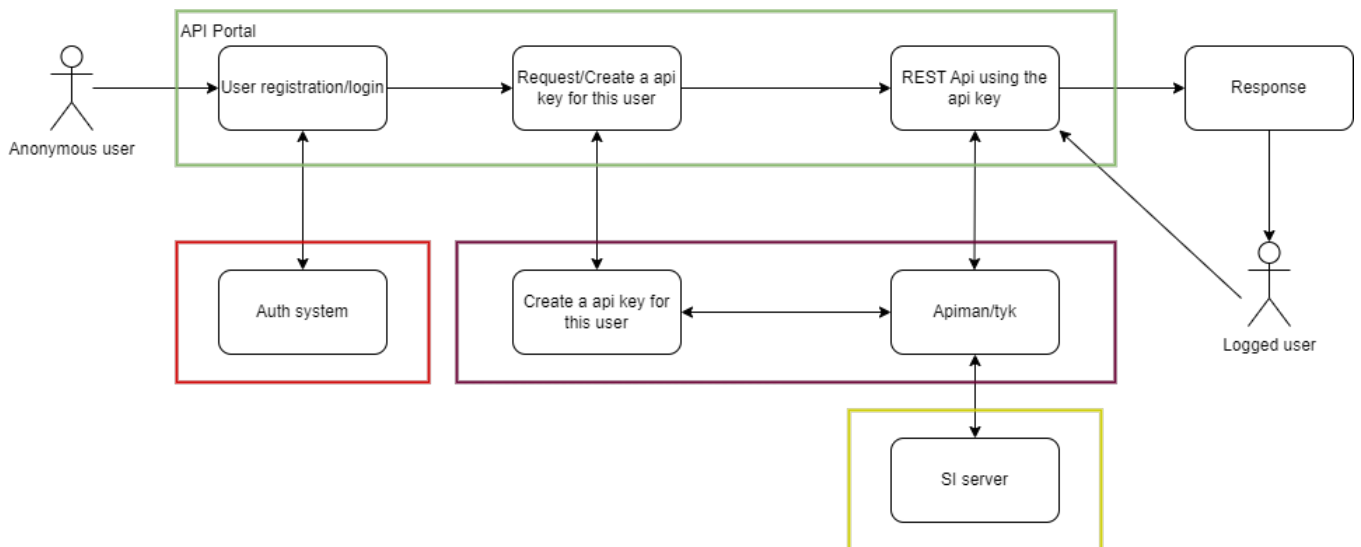 API Portal
User registration/login
Request/Create a api
key for this user
REST Api using the
api key
Response
Anonymous user
Auth system
Create a api key for
this user
Apiman/tyk
Logged user
SI server